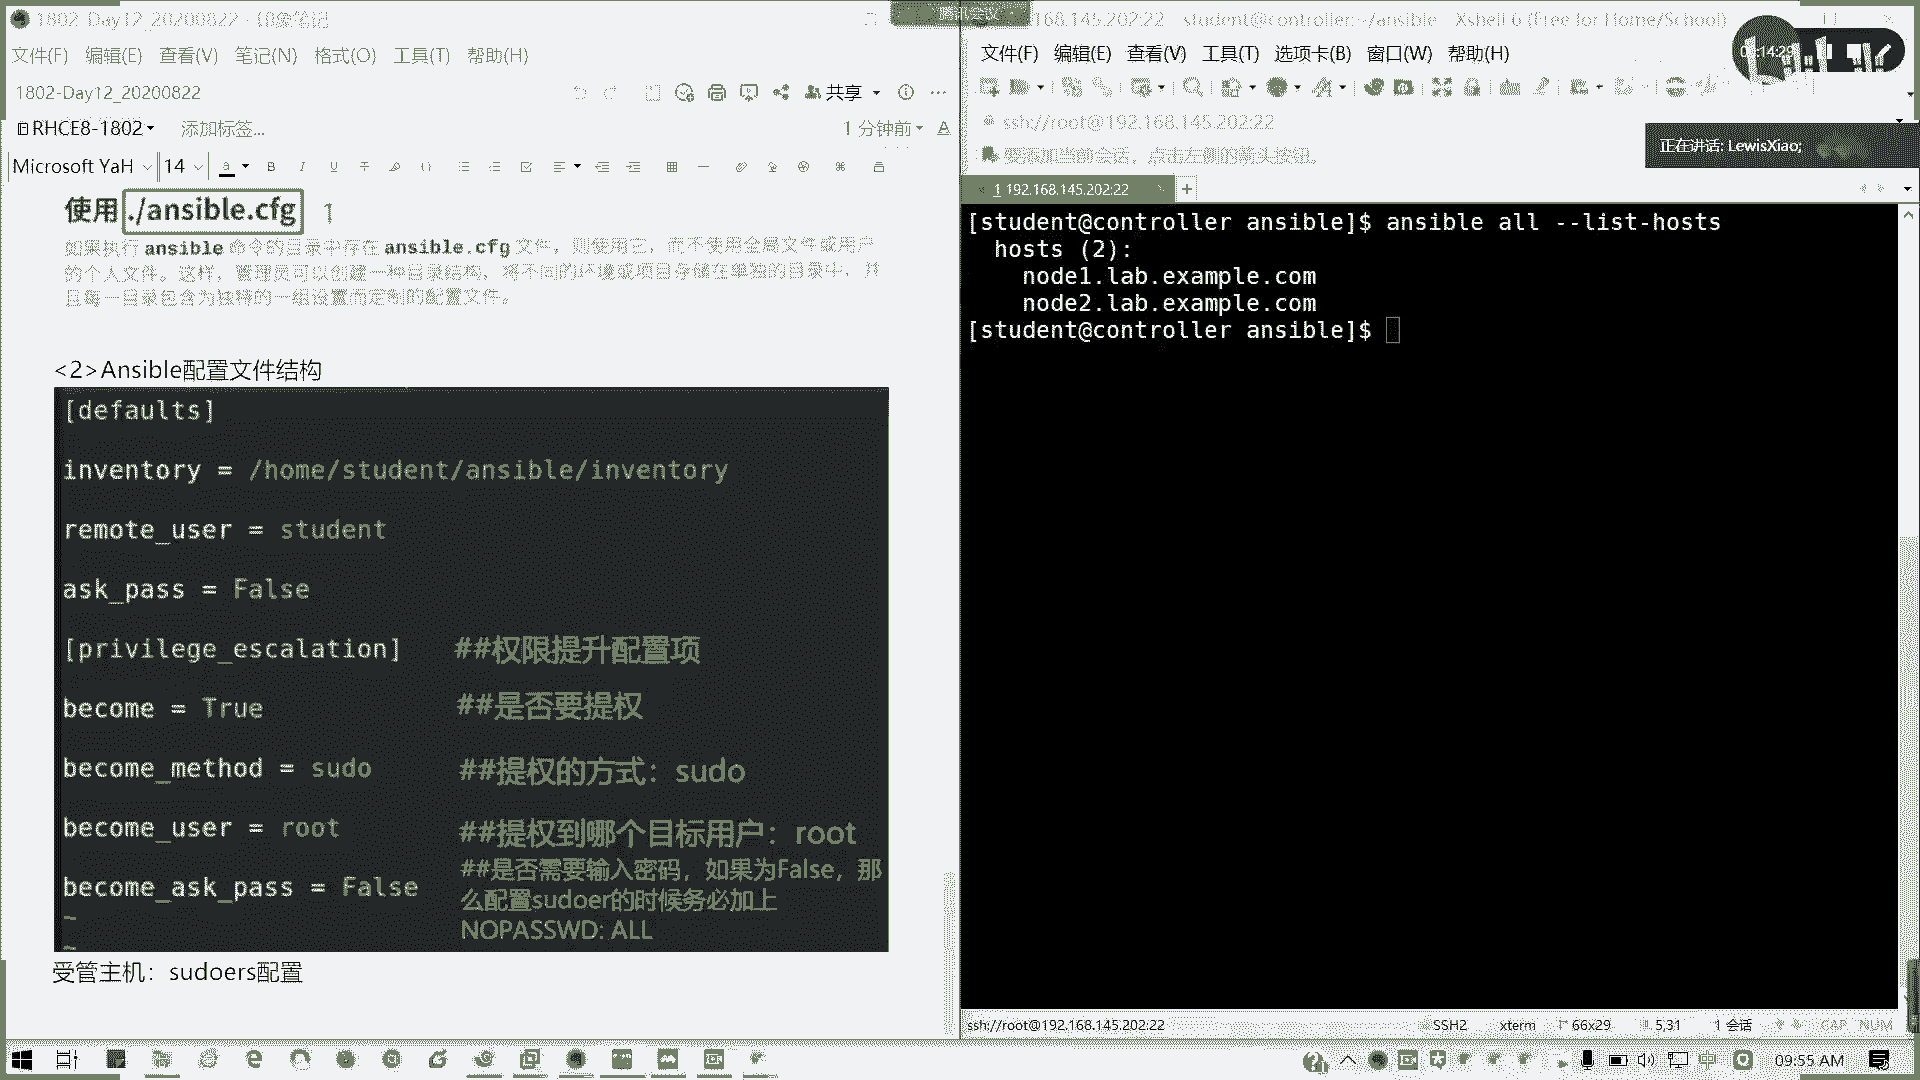 1802-Day12_20200822 - 印象笔记
文件(F) 编辑(E) 查看(V) 笔记(N) 格式(O) 工具(T) 帮助(H)
1802-Day12_20200822
共享
RHCE8-1802
添加标签...
1 分钟前
Microsoft YaH 14
使用 ./ansible.cfg 1
如果执行 ansible 命令的目录中存在 ansible.cfg 文件，则使用它，而不使用全局文件或用户
的个人文件。这样，管理员可以创建一种目录结构，将不同的环境或项目存储在单独的目录中，并
且每一目录包含为独特的一组设置而定制的配置文件。
<2>Ansible配置文件结构
[defaults]
inventory = /home/student/ansible/inventory
remote_user = student
ask_pass = False
[privilege_escalation] ##权限提升配置项
become = True ##是否要提权
become_method = sudo ##提权的方式：sudo
become_user = root ##提权到哪个目标用户：root
become_ask_pass = False ##是否需要输入密码，如果为False，那
么配置sudoer的时候务必加上
NOPASSWD: ALL
~
~
受管主机：sudoers配置
腾讯会议
168.145.202:22 - student@controller:~/ansible - Xshell 6 (Free for Home/School)
文件(F) 编辑(E) 查看(V) 工具(T) 选项卡(B) 窗口(W) 帮助(H)
ssh://root@192.168.145.202:22
要添加当前会话，点击左侧的箭头按钮。
正在讲话: LewisXiao;
1 192.168.145.202:22
[student@controller ansible]$ ansible all --list-hosts
hosts (2):
node1.lab.example.com
node2.lab.example.com
[student@controller ansible]$
ssh://root@192.168.145.202:22 SSH2 xterm 66x29 5,31 1 会话 CAP NUM
中 09:55 AM